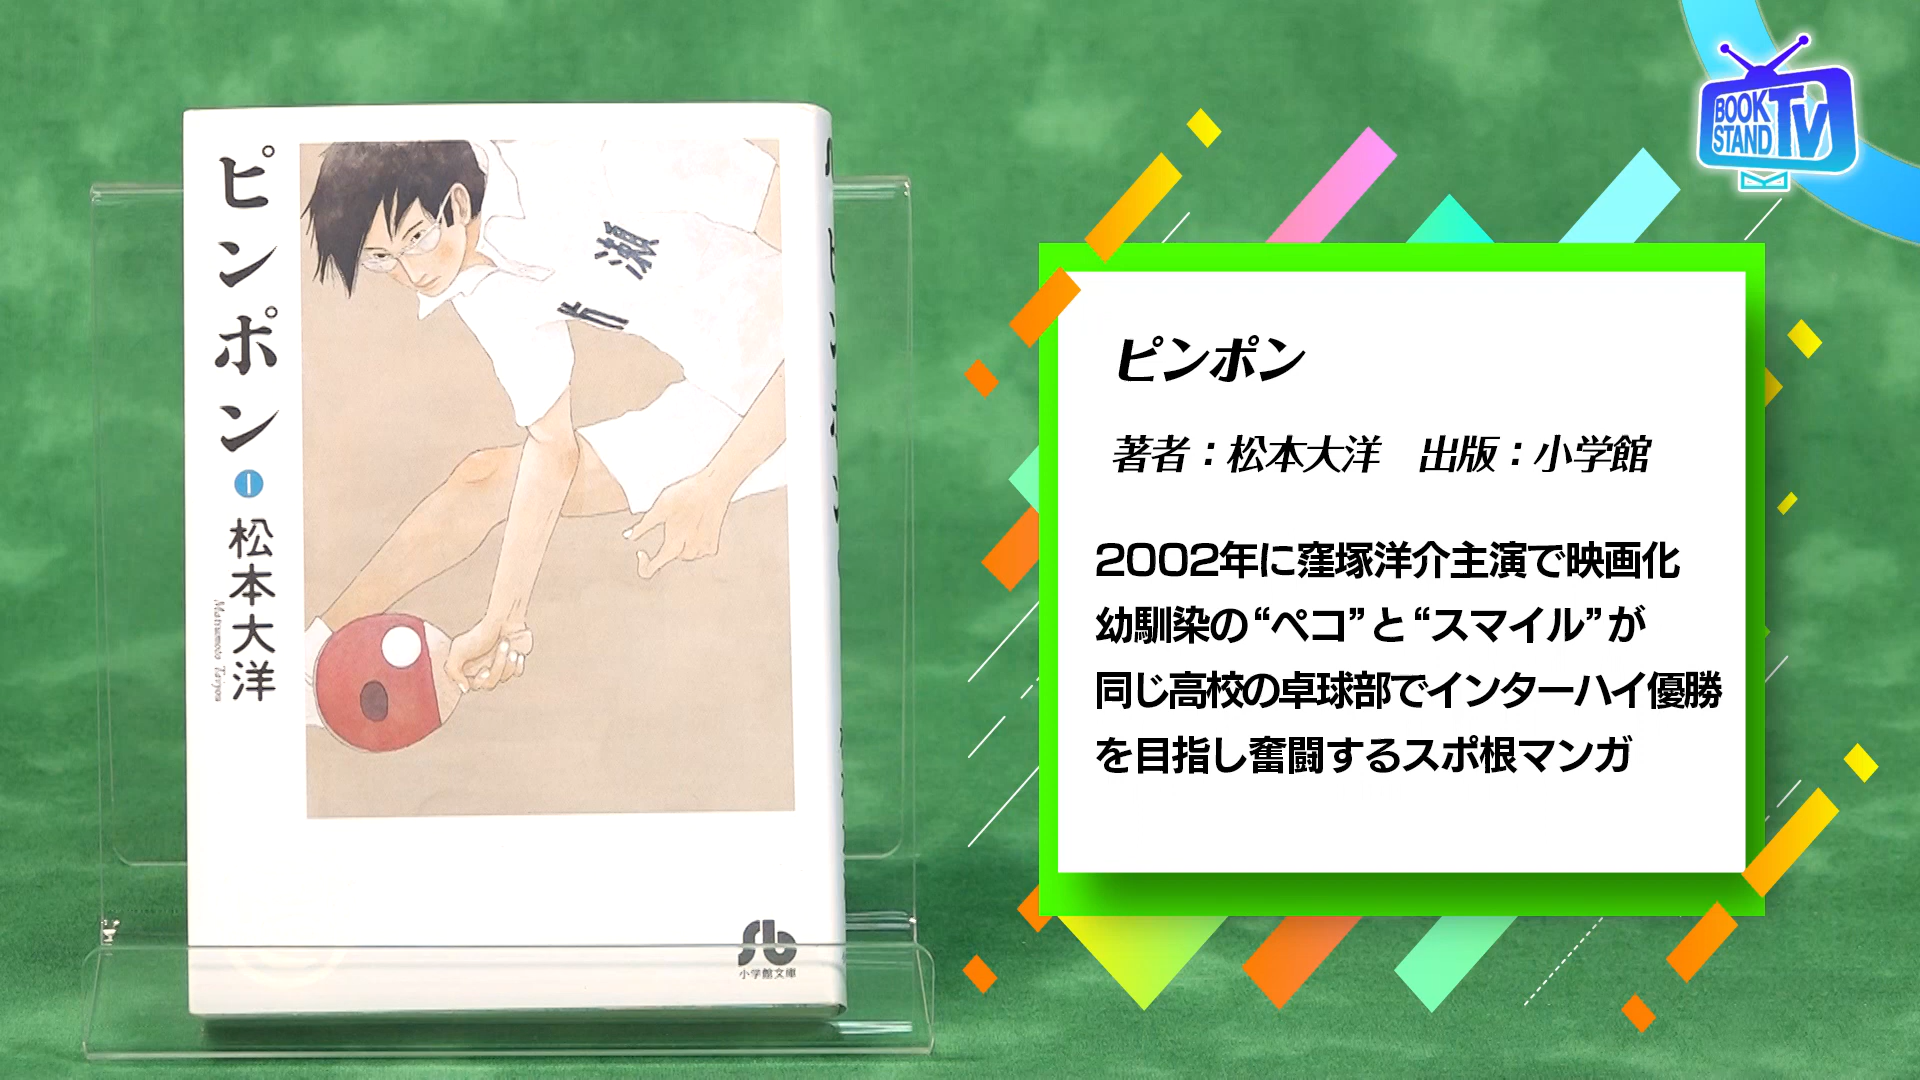 ピンポン
1
松本大洋
Matsumoto Taiyou
片瀬
小学館文庫
BOOK
STAND
TV
ピンポン
著者：松本大洋　出版：小学館
2002年に窪塚洋介主演で映画化
幼馴染の“ペコ”と“スマイル”が
同じ高校の卓球部でインターハイ優勝
を目指し奮闘するスポ根マンガ